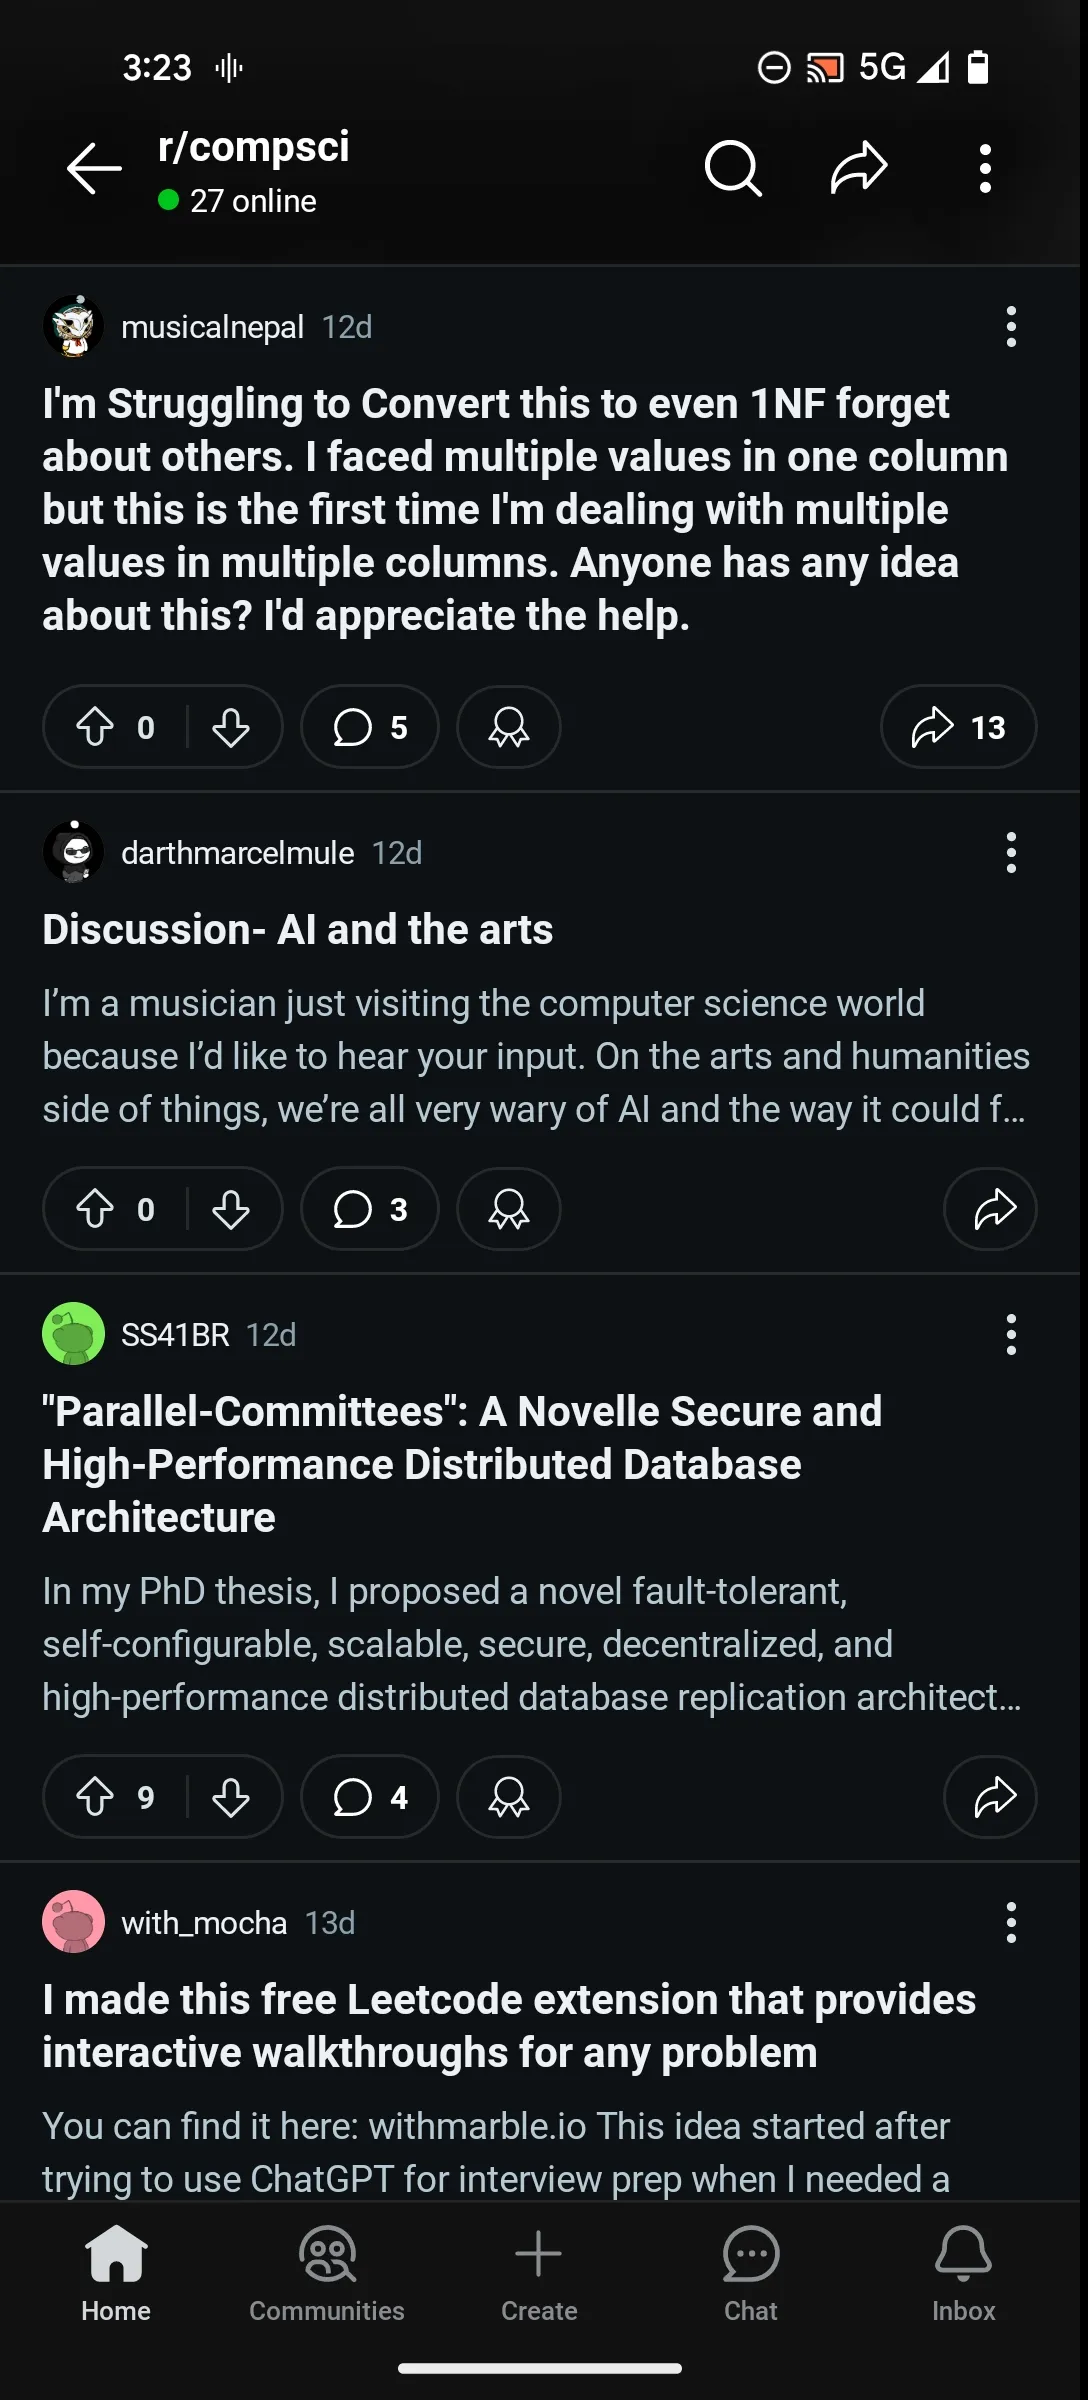 3:23 5G
r/compsci
27 online
musicalnepal 12d
I'm Struggling to Convert this to even 1NF forget
about others. I faced multiple values in one column
but this is the first time I'm dealing with multiple
values in multiple columns. Anyone has any idea
about this? I'd appreciate the help.
0 5 13
darthmarcelmule 12d
Discussion- AI and the arts
I’m a musician just visiting the computer science world
because I’d like to hear your input. On the arts and humanities
side of things, we’re all very wary of AI and the way it could f…
0 3
SS41BR 12d
"Parallel-Committees": A Novelle Secure and
High-Performance Distributed Database
Architecture
In my PhD thesis, I proposed a novel fault-tolerant,
self-configurable, scalable, secure, decentralized, and
high-performance distributed database replication architect…
9 4
with_mocha 13d
I made this free Leetcode extension that provides
interactive walkthroughs for any problem
You can find it here: withmarble.io This idea started after
trying to use ChatGPT for interview prep when I needed a
Home Communities Create Chat Inbox